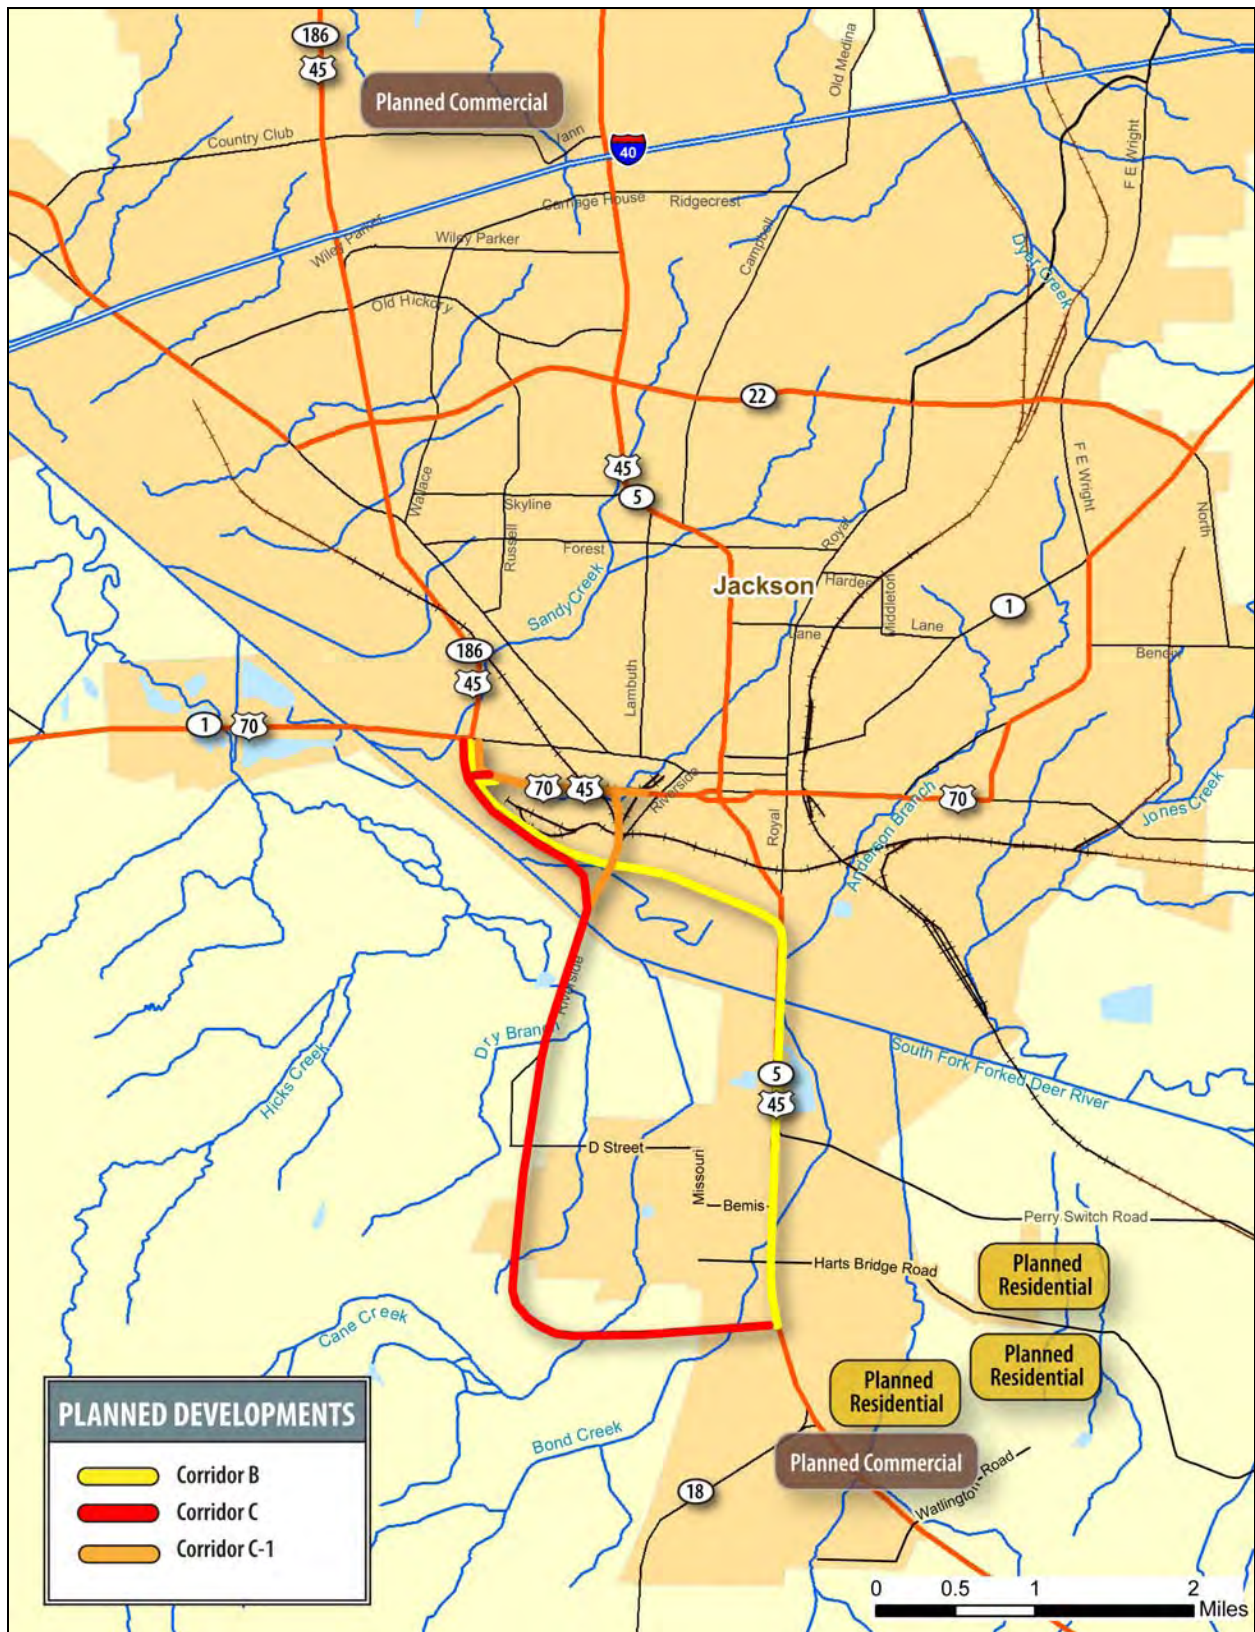 186
45
Old Medina
Planned Commercial
Country Club
Vann
40
F E Wright
Carriage House
Ridgecrest
Wiley Parker
Wiley Parker
Campbell
Dyer Creek
Old Hickory
22
45
5
Wallace
Skyline
Russell
Forest
Royal
F E Wright
North
Sandy Creek
Jackson
Hardee
Middleton
1
Lane
Lane
186
45
Lambuth
Bendix
1
70
70
45
Riverside
70
Royal
Anderson Branch
Jones Creek
Riverside
Dry Branch
Hicks Creek
South Fork Forked Deer River
5
45
D Street
Missouri
Bemis
Perry Switch Road
Harts Bridge Road
Planned
Residential
Cane Creek
Planned
Residential
Planned
Residential
PLANNED DEVELOPMENTS
Corridor B
Corridor C
Corridor C-1
Bond Creek
Planned Commercial
18
Watlington Road
0
0.5
1
2
Miles